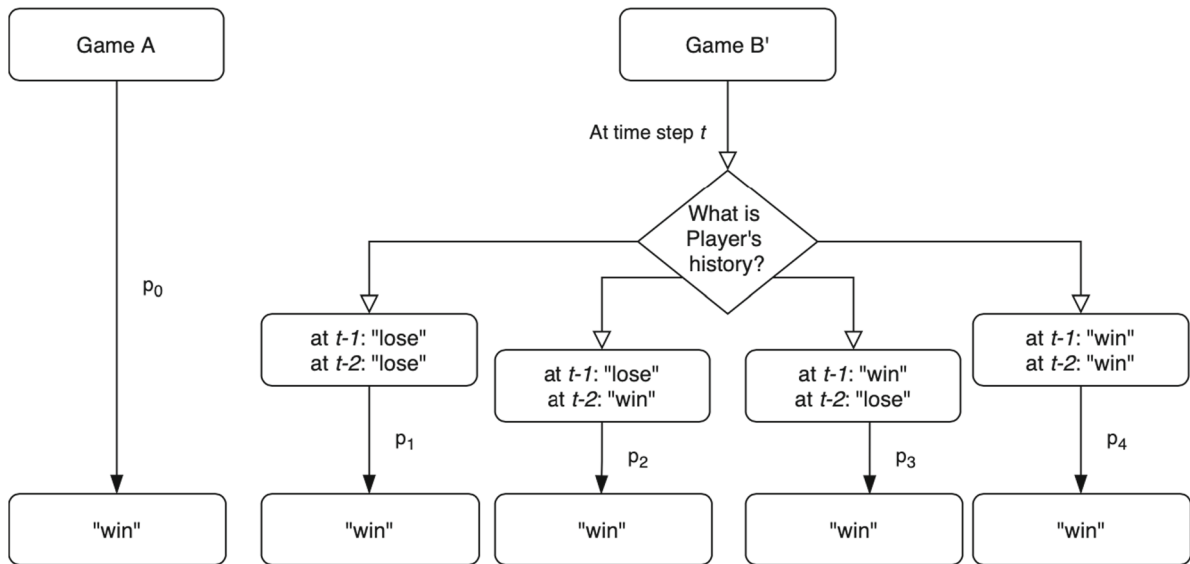 Game A
Game B'
At time step t
What is
Player's
history?
p0
at t-1: "lose"
at t-2: "lose"
at t-1: "lose"
at t-2: "win"
at t-1: "win"
at t-2: "lose"
at t-1: "win"
at t-2: "win"
p1
p2
p3
p4
"win"
"win"
"win"
"win"
"win"